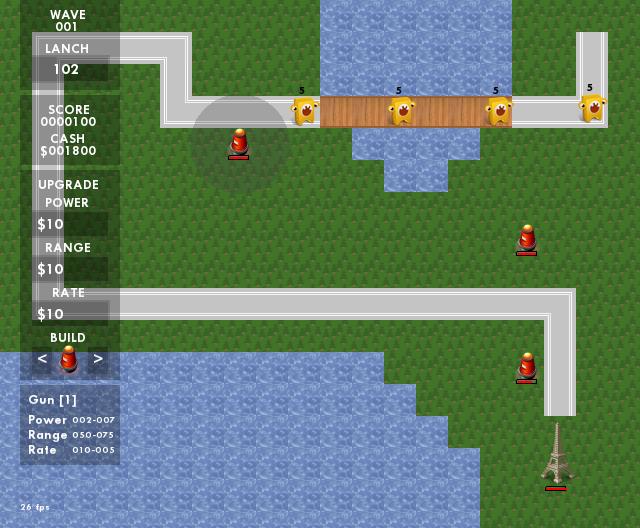 WAVE
001
LANCH
102
SCORE
0000100
CASH
$001800
UPGRADE
POWER
$10
RANGE
$10
RATE
$10
BUILD
< >
Gun [1]
Power 002-007
Range 050-075
Rate 010-005
26 fps
5 5 5 5